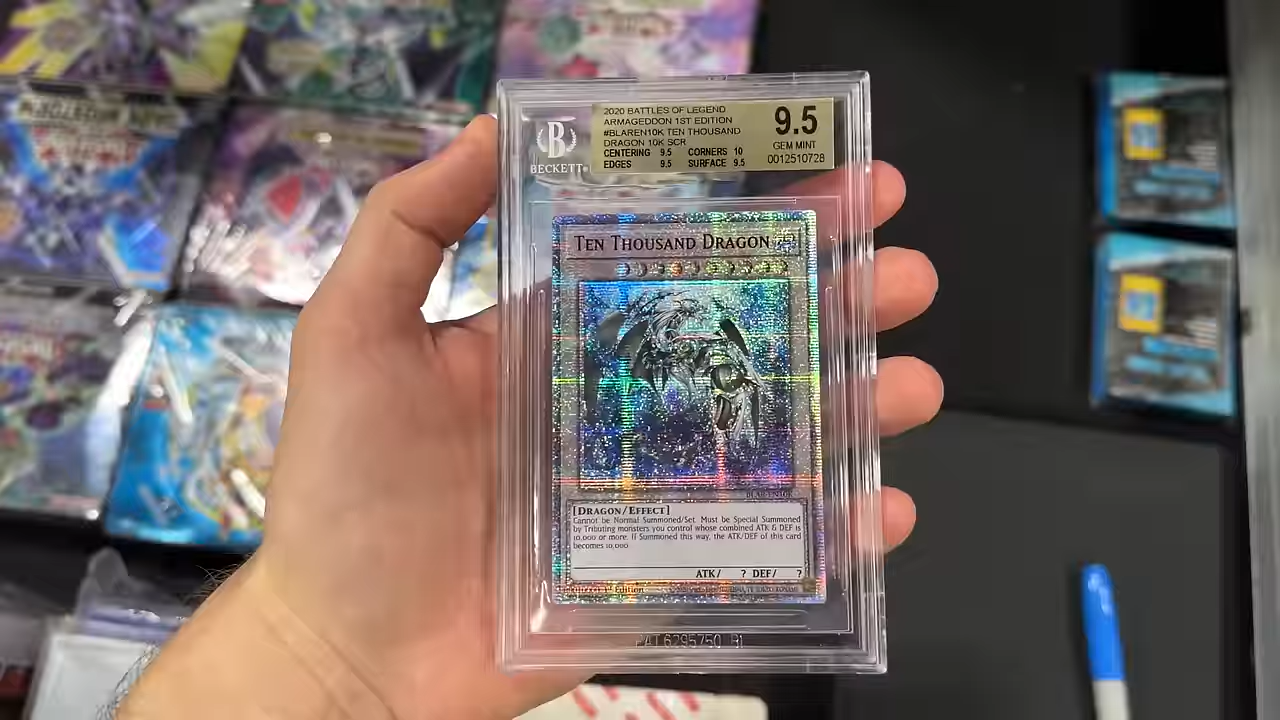 2020 BATTLES OF LEGEND
ARMAGEDDON 1ST EDITION
#BLAREN10K TEN THOUSAND
DRAGON 10K SCR
CENTERING 9.5 CORNERS 10
EDGES 9.5 SURFACE 9.5
9.5
GEM MINT
0012510728
B
BECKETT
TEN THOUSAND DRAGON
[DRAGON/EFFECT]
Cannot be Normal Summoned/Set. Must be Special Summoned
by Tributing monsters you control whose combined ATK & DEF is
10,000 or more. If Summoned this way, the ATK/DEF of this card
becomes 10,000.
ATK/ ? DEF/ ?
1st Edition
PAT 6295750 B1